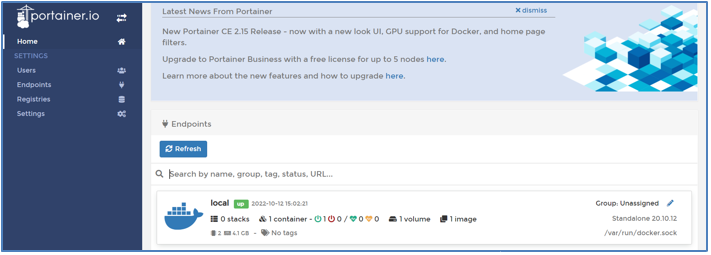 portainer.io
Home
SETTINGS
Users
Endpoints
Registries
Settings
Latest News From Portainer
dismiss
New Portainer CE 2.15 Release - now with a new look UI, GPU support for Docker, and home page
filters.
Upgrade to Portainer Business with a free license for up to 5 nodes here.
Learn more about the new features and how to upgrade here.
Endpoints
Refresh
Search by name, group, tag, status, URL...
local up 2022-10-12 15:02:21 Group: Unassigned
0 stacks 1 container - 1 0 / 0 0 1 volume 1 image Standalone 20.10.12
2 4.1 GB - No tags /var/run/docker.sock